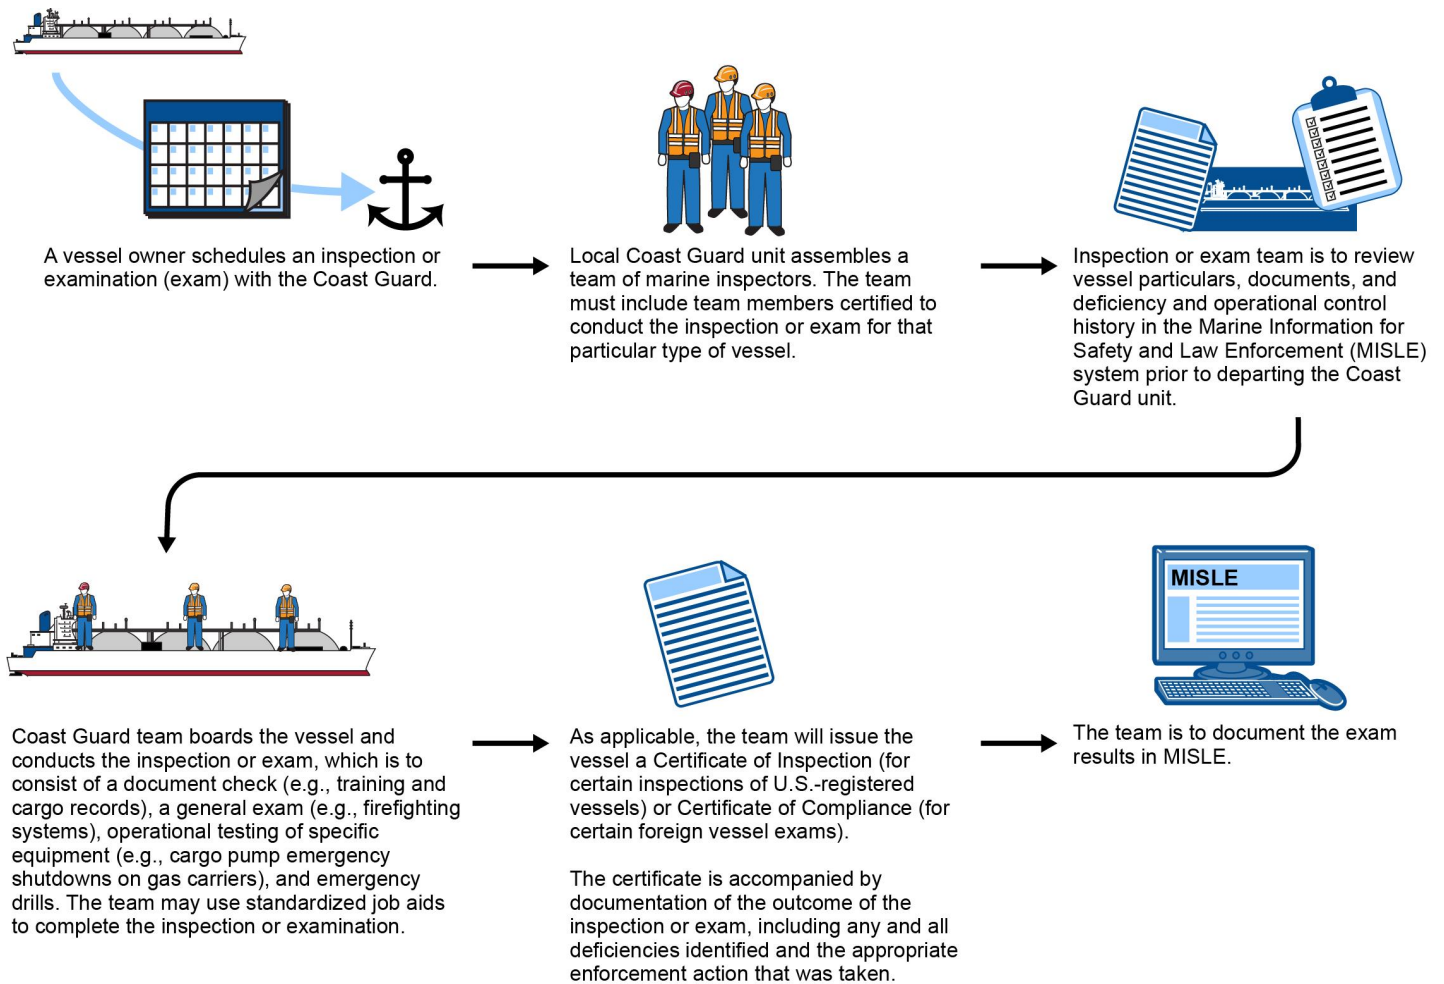 A vessel owner schedules an inspection or
examination (exam) with the Coast Guard.
Local Coast Guard unit assembles a
team of marine inspectors. The team
must include team members certified to
conduct the inspection or exam for that
particular type of vessel.
Inspection or exam team is to review
vessel particulars, documents, and
deficiency and operational control
history in the Marine Information for
Safety and Law Enforcement (MISLE)
system prior to departing the Coast
Guard unit.
Coast Guard team boards the vessel and
conducts the inspection or exam, which is to
consist of a document check (e.g., training and
cargo records), a general exam (e.g., firefighting
systems), operational testing of specific
equipment (e.g., cargo pump emergency
shutdowns on gas carriers), and emergency
drills. The team may use standardized job aids
to complete the inspection or examination.
As applicable, the team will issue the
vessel a Certificate of Inspection (for
certain inspections of U.S.-registered
vessels) or Certificate of Compliance (for
certain foreign vessel exams).
The certificate is accompanied by
documentation of the outcome of the
inspection or exam, including any and all
deficiencies identified and the appropriate
enforcement action that was taken.
MISLE
The team is to document the exam
results in MISLE.